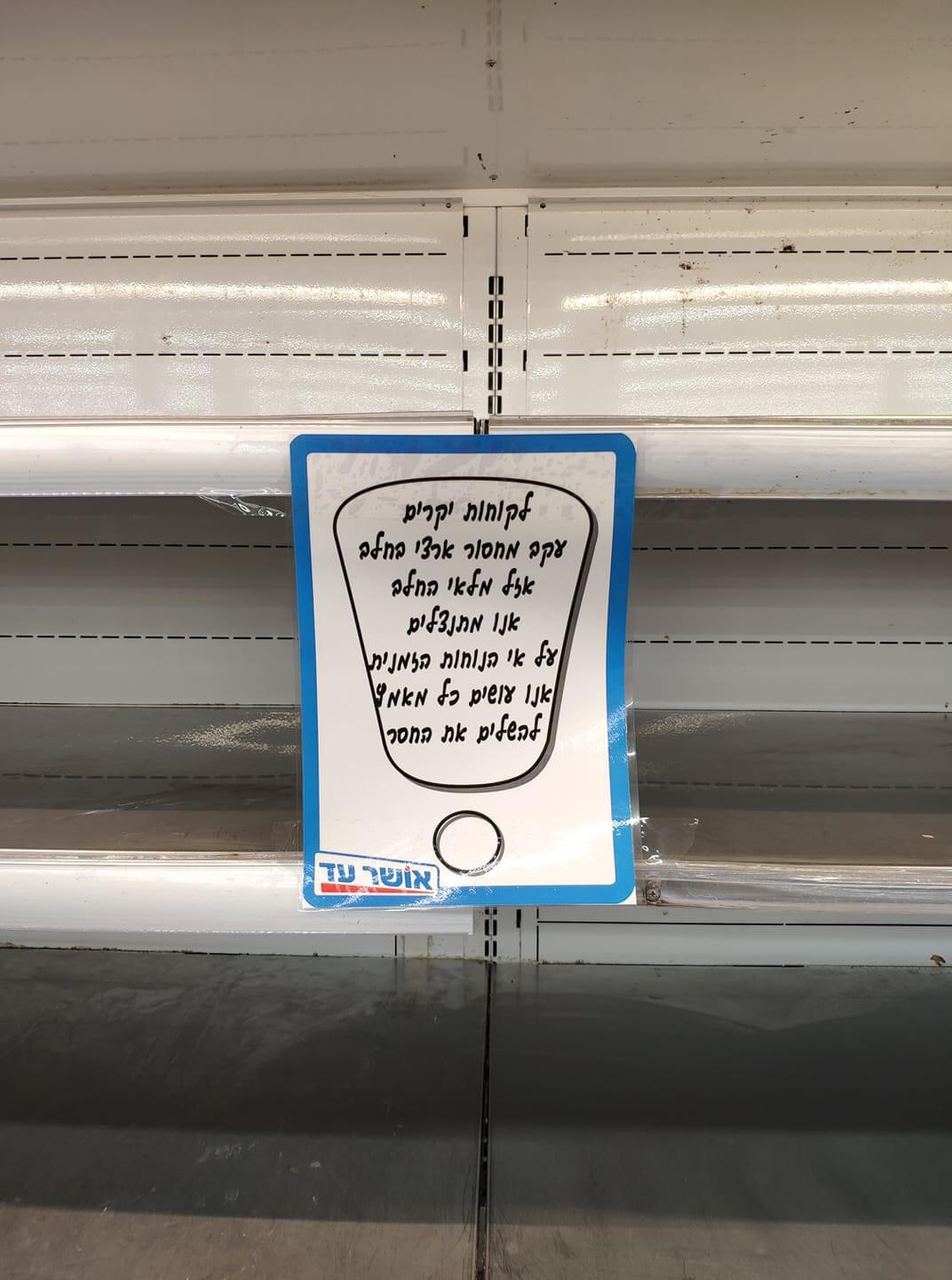 לקוחות יקרים
עקב מחסור ארצי בחלב
אזל מלאי החלב
אנו מתנצלים
על אי הנוחות הזמנית
אנו עושים כל מאמץ
להשלים את החסר
אושר עד